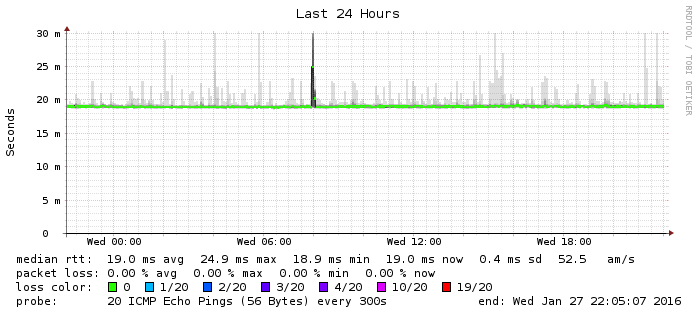 Last 24 Hours
RRDTOOL / TOBI OETIKER
Seconds
30 m
25 m
20 m
15 m
10 m
5 m
0
Wed 00:00 Wed 06:00 Wed 12:00 Wed 18:00
median rtt: 19.0 ms avg 24.9 ms max 18.9 ms min 19.0 ms now 0.4 ms sd 52.5 am/s
packet loss: 0.00 % avg 0.00 % max 0.00 % min 0.00 % now
loss color: 0 1/20 2/20 3/20 4/20 10/20 19/20
probe: 20 ICMP Echo Pings (56 Bytes) every 300s end: Wed Jan 27 22:05:07 2016